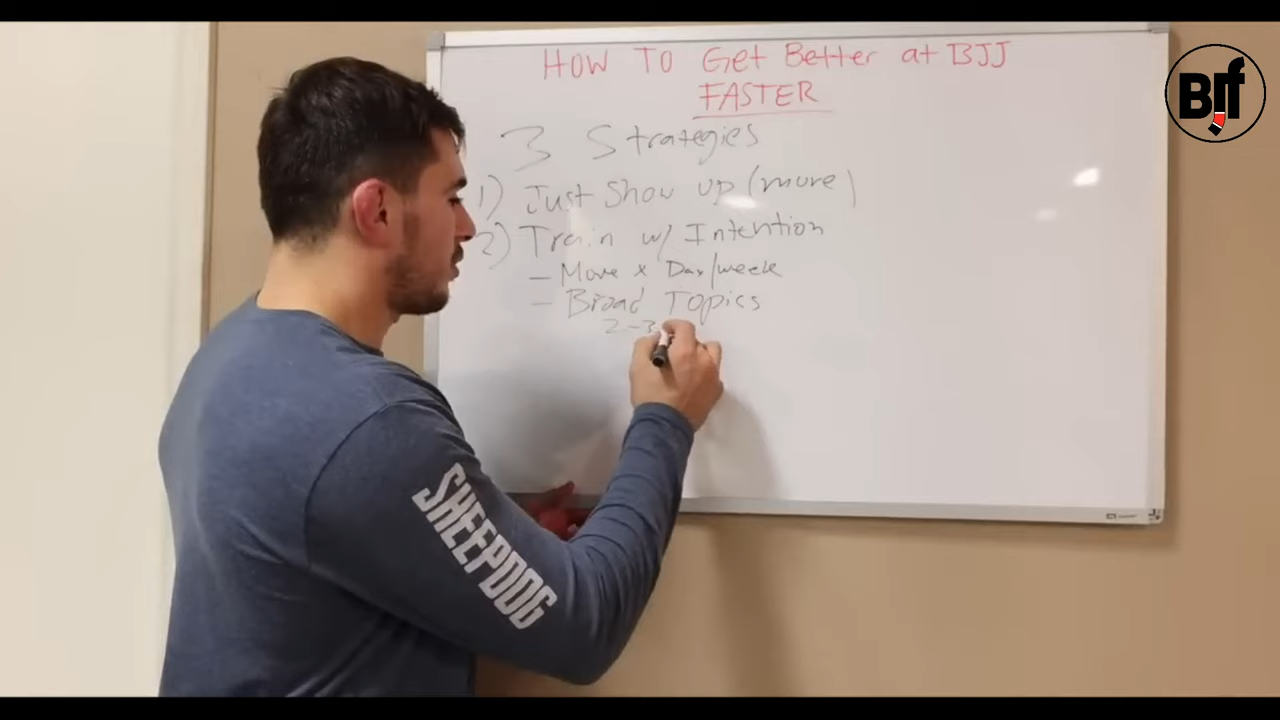 How To Get Better at BJJ
FASTER
3 Strategies
1) Just Show up (more)
2) Train w/ Intention
- Move x Day/week
- Broad Topics
2-3
SHEEPDOG
BJJf